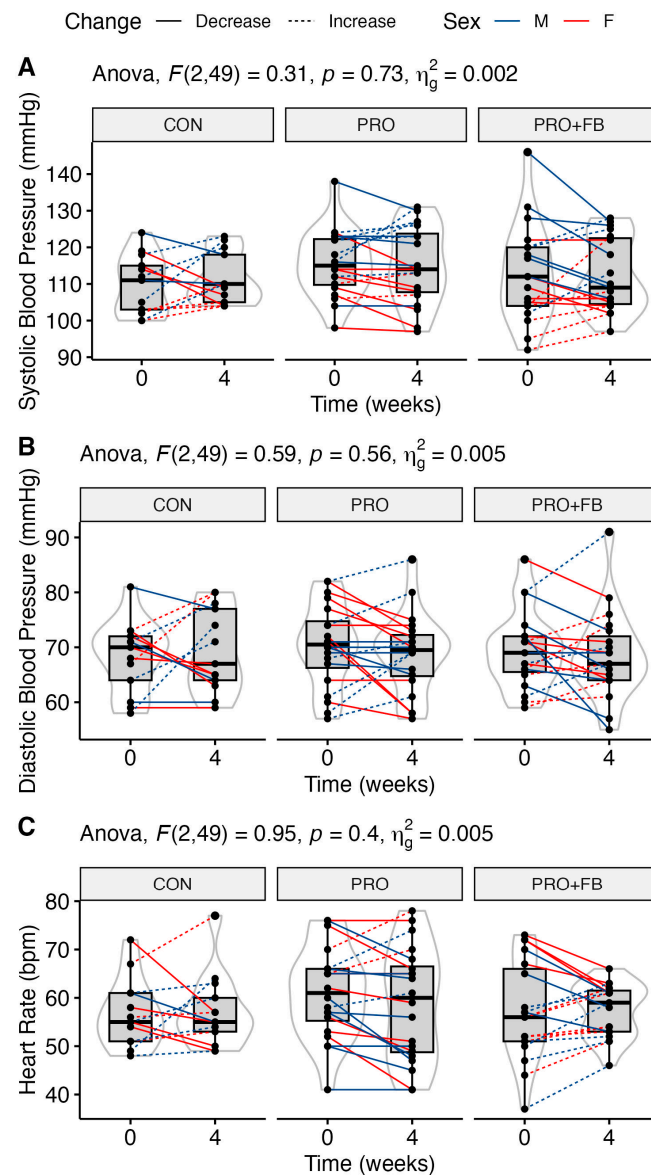 Change Decrease Increase Sex M F
A
Anova, F(2,49) = 0.31, p = 0.73, η²g = 0.002
CON PRO PRO+FB
Systolic Blood Pressure (mmHg)
140
130
120
110
100
90
0 4 0 4 0 4
Time (weeks)
B
Anova, F(2,49) = 0.59, p = 0.56, η²g = 0.005
CON PRO PRO+FB
Diastolic Blood Pressure (mmHg)
90
80
70
60
0 4 0 4 0 4
Time (weeks)
C
Anova, F(2,49) = 0.95, p = 0.4, η²g = 0.005
CON PRO PRO+FB
Heart Rate (bpm)
80
70
60
50
40
0 4 0 4 0 4
Time (weeks)